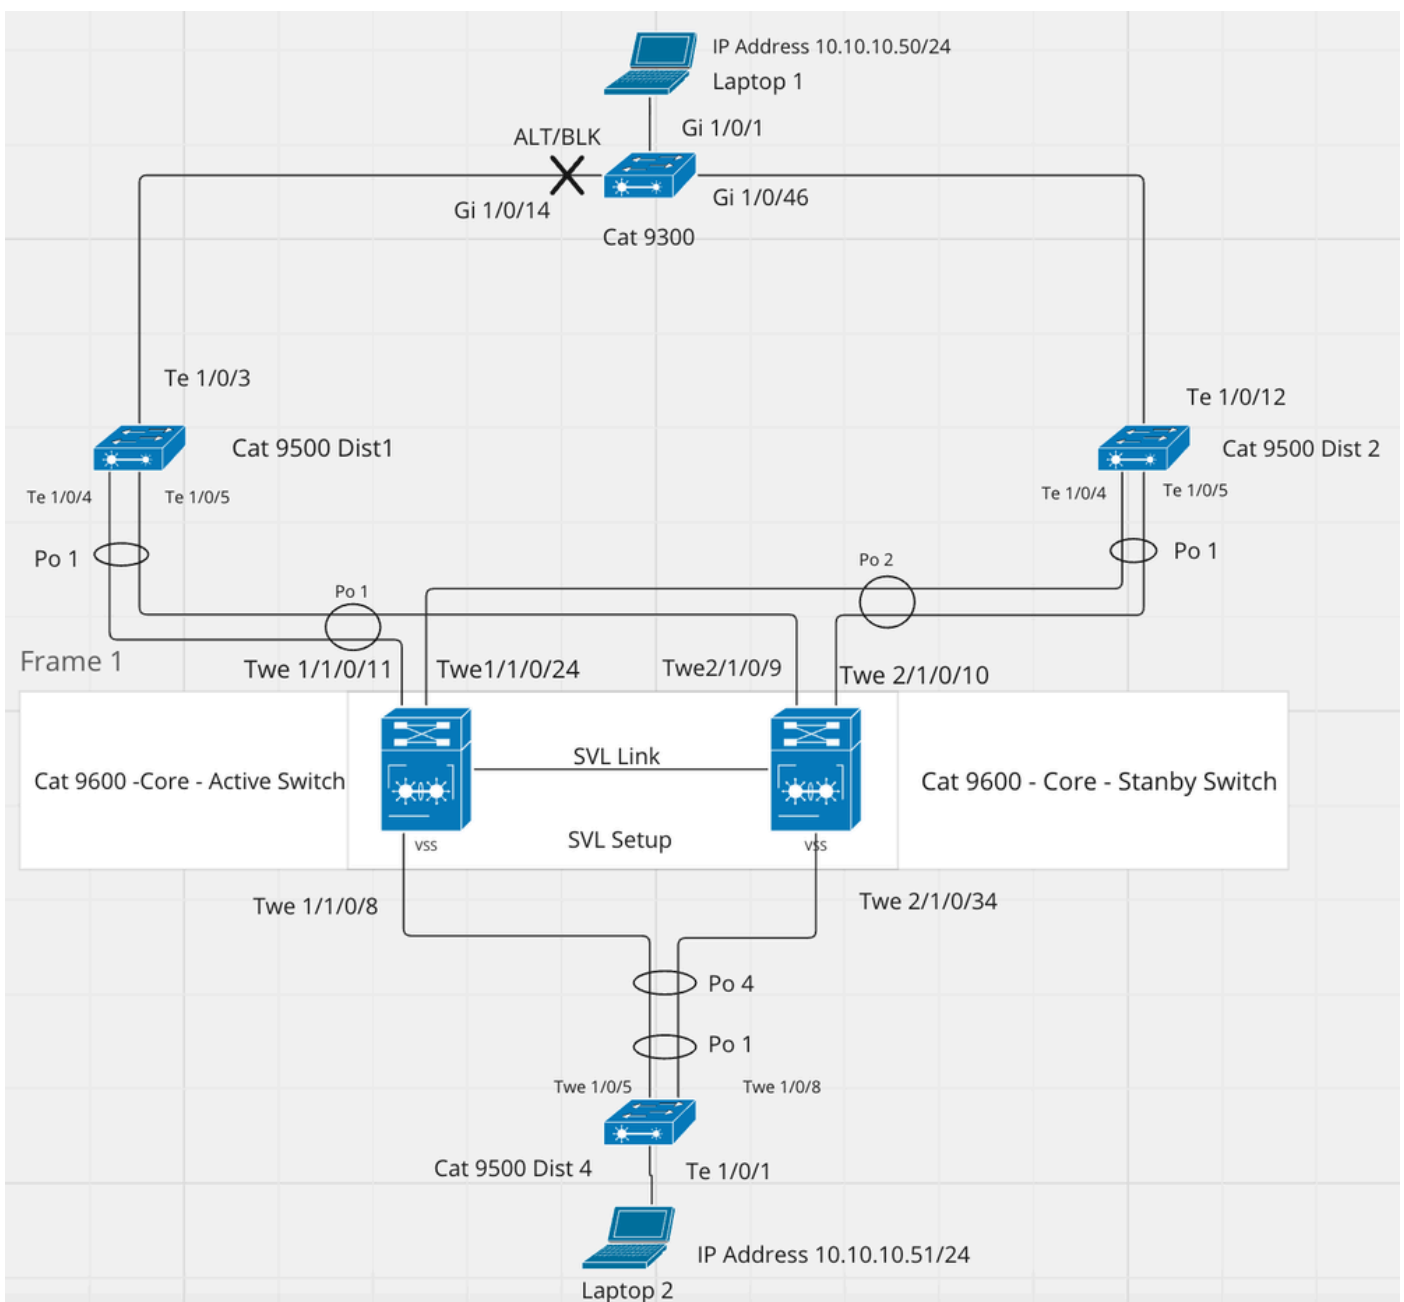 IP Address 10.10.10.50/24
Laptop 1
Gi 1/0/1
ALT/BLK
Gi 1/0/14
Gi 1/0/46
Cat 9300
Te 1/0/3
Te 1/0/12
Cat 9500 Dist1
Cat 9500 Dist 2
Te 1/0/4
Te 1/0/5
Te 1/0/4
Te 1/0/5
Po 1
Po 1
Po 2
Po 1
Frame 1
Twe 1/1/0/11
Twe1/1/0/24
Twe2/1/0/9
Twe 2/1/0/10
SVL Link
Cat 9600 -Core - Active Switch
Cat 9600 - Core - Stanby Switch
SVL Setup
VSS
VSS
Twe 1/1/0/8
Twe 2/1/0/34
Po 4
Po 1
Twe 1/0/5
Twe 1/0/8
Cat 9500 Dist 4
Te 1/0/1
IP Address 10.10.10.51/24
Laptop 2